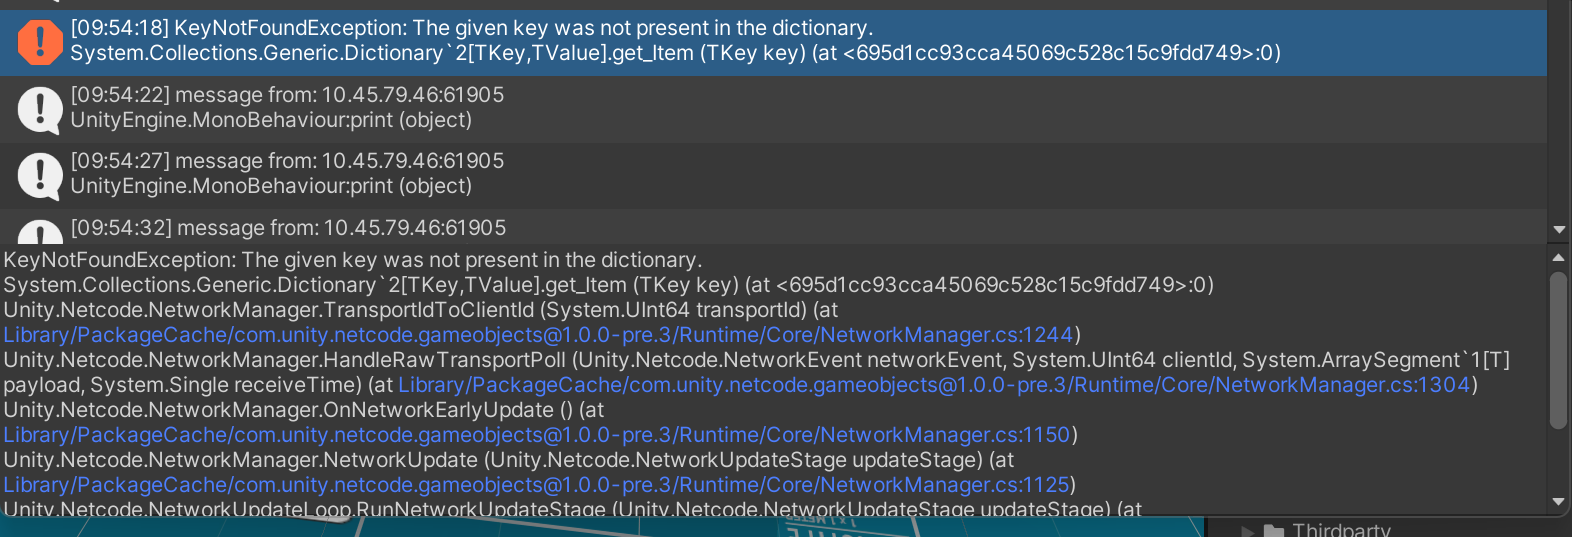 [09:54:18] KeyNotFoundException: The given key was not present in the dictionary.
System.Collections.Generic.Dictionary`2[TKey,TValue].get_Item (TKey key) (at <695d1cc93cca45069c528c15c9fdd749>:0)
[09:54:22] message from: 10.45.79.46:61905
UnityEngine.MonoBehaviour:print (object)
[09:54:27] message from: 10.45.79.46:61905
UnityEngine.MonoBehaviour:print (object)
[09:54:32] message from: 10.45.79.46:61905
KeyNotFoundException: The given key was not present in the dictionary.
System.Collections.Generic.Dictionary`2[TKey,TValue].get_Item (TKey key) (at <695d1cc93cca45069c528c15c9fdd749>:0)
Unity.Netcode.NetworkManager.TransportIdToClientId (System.UInt64 transportId) (at
Library/PackageCache/com.unity.netcode.gameobjects@1.0.0-pre.3/Runtime/Core/NetworkManager.cs:1244)
Unity.Netcode.NetworkManager.HandleRawTransportPoll (Unity.Netcode.NetworkEvent networkEvent, System.UInt64 clientId, System.ArraySegment`1[T]
payload, System.Single receiveTime) (at Library/PackageCache/com.unity.netcode.gameobjects@1.0.0-pre.3/Runtime/Core/NetworkManager.cs:1304)
Unity.Netcode.NetworkManager.OnNetworkEarlyUpdate () (at
Library/PackageCache/com.unity.netcode.gameobjects@1.0.0-pre.3/Runtime/Core/NetworkManager.cs:1150)
Unity.Netcode.NetworkManager.NetworkUpdate (Unity.Netcode.NetworkUpdateStage updateStage) (at
Library/PackageCache/com.unity.netcode.gameobjects@1.0.0-pre.3/Runtime/Core/NetworkManager.cs:1125)
Unity.Netcode.NetworkUpdateLoop.RunNetworkUpdateStage (Unity.Netcode.NetworkUpdateStage updateStage) (at
Thirdparty